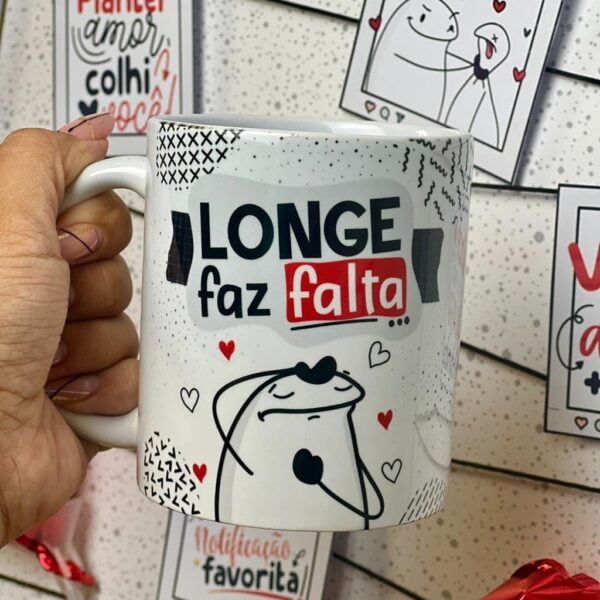 Plantei
amor
colhi
você!
LONGE
faz falta
Notificação
favorita